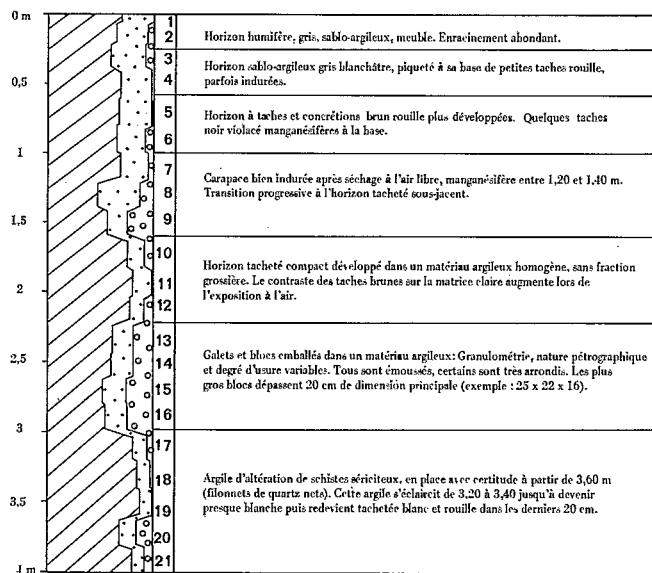 0 m
1
2
Horizon humifère, gris, sablo-argileux, meuble. Enracinement abondant.
3
0,5
4
Horizon sablo-argileux gris blanchâtre, piqueté à sa base de petites taches rouille,
parfois indurées.
5
6
Horizon à taches et concrétions brun rouille plus développées. Quelques taches
noir violacé manganésifères à la base.
1
7
8
9
Carapace bien indurée après séchage à l'air libre, manganésifère entre 1,20 et 1,40 m.
Transition progressive à l'horizon tacheté sous-jacent.
1,5
10
11
2
12
Horizon tacheté compact développé dans un matériau argileux homogène, sans fraction
grossière. Le contraste des taches brunes sur la matrice claire augmente lors de
l'exposition à l'air.
13
14
2,5
15
16
Galets et blocs emballés dans un matériau argileux: Granulométrie, nature pétrographique
et degré d'usure variables. Tous sont émoussés, certains sont très arrondis. Les plus
gros blocs dépassent 20 cm de dimension principale (exemple : 25 x 22 x 16).
3
17
18
3,5
19
20
21
Argile d'altération de schistes sériciteux, en place avec certitude à partir de 3,60 m
(filonnets de quartz nets). Cette argile s'éclaircit de 3,20 à 3,40 jusqu'à devenir
presque blanche puis redevient tachetée blanc et rouille dans les derniers 20 cm.
4 m